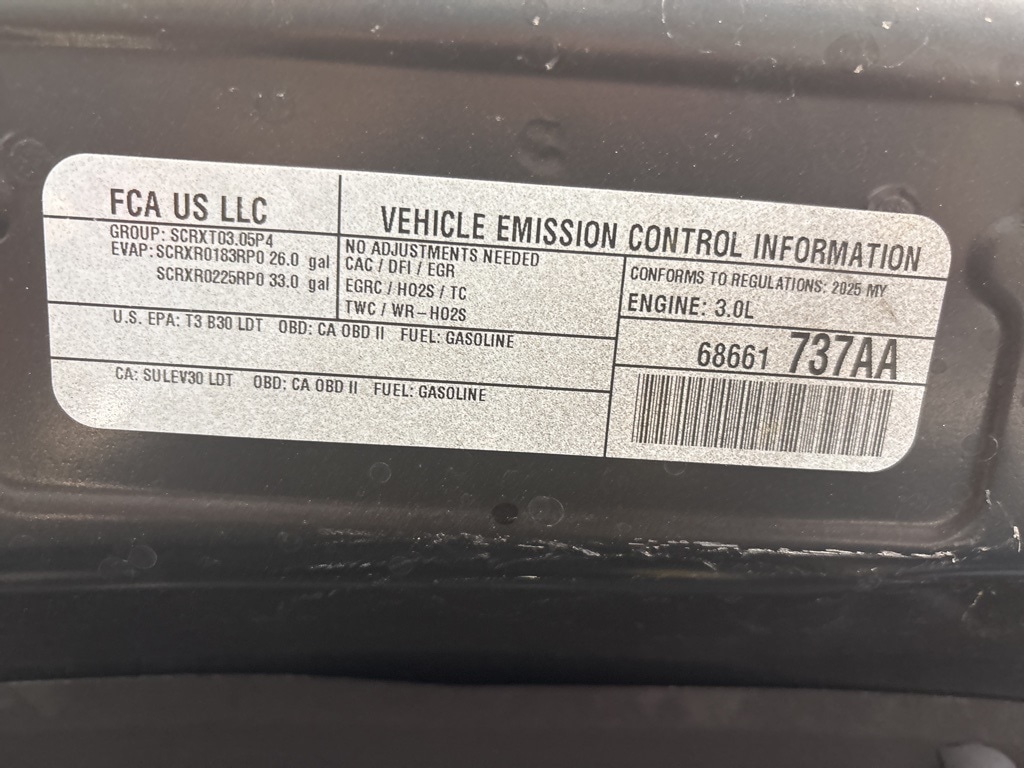 FCA US LLC
GROUP: SCRXT03.05P4
EVAP: SCRXR0183RP0 26.0 gal
SCRXR0225RP0 33.0 gal
VEHICLE EMISSION CONTROL INFORMATION
NO ADJUSTMENTS NEEDED
CAC / DFI / EGR
EGRC / HO2S / TC
TWC / WR-HO2S
CONFORMS TO REGULATIONS: 2025 MY
ENGINE: 3.0L
U.S. EPA: T3 B30 LDT OBD: CA OBD II FUEL: GASOLINE
CA: SULEV30 LDT OBD: CA OBD II FUEL: GASOLINE
68661 737AA